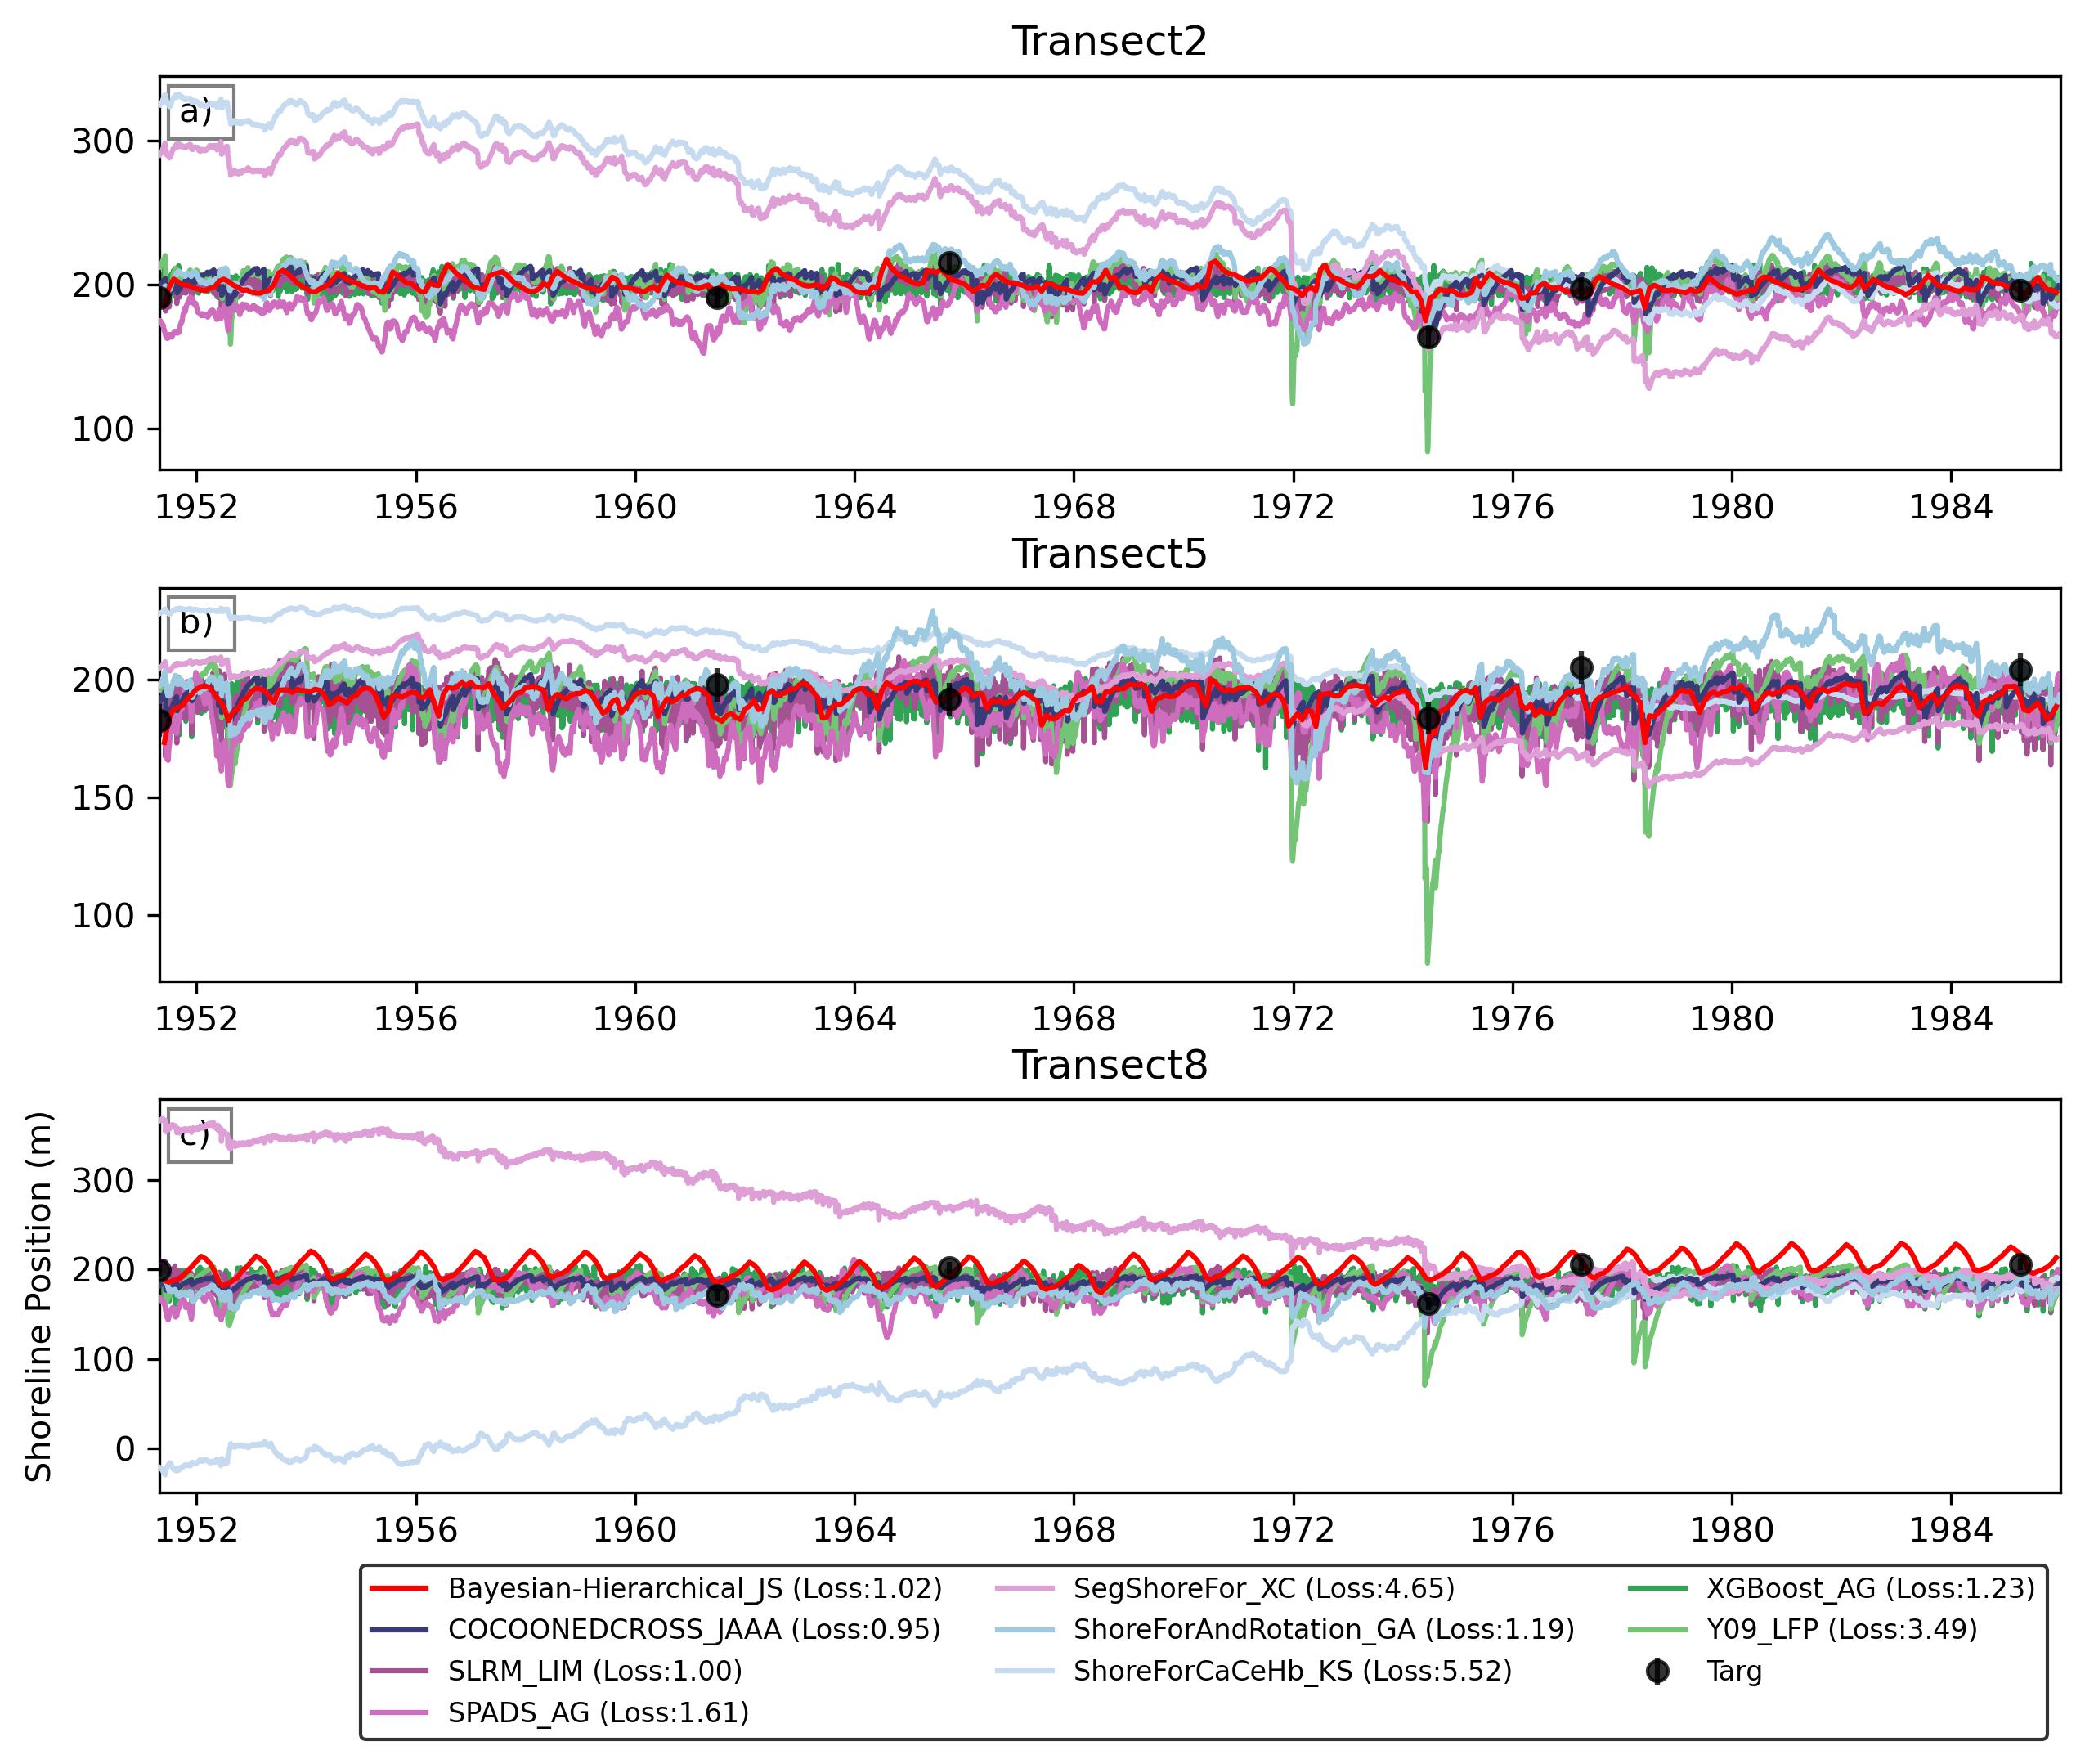 Transect2
a)
300
200
100
1952 1956 1960 1964 1968 1972 1976 1980 1984
Transect5
b)
200
150
100
1952 1956 1960 1964 1968 1972 1976 1980 1984
Transect8
c)
Shoreline Position (m)
300
200
100
0
1952 1956 1960 1964 1968 1972 1976 1980 1984
Bayesian-Hierarchical_JS (Loss:1.02)
COCOONEDCROSS_JAAA (Loss:0.95)
SLRM_LIM (Loss:1.00)
SPADS_AG (Loss:1.61)
SegShoreFor_XC (Loss:4.65)
ShoreForAndRotation_GA (Loss:1.19)
ShoreForCaCeHb_KS (Loss:5.52)
XGBoost_AG (Loss:1.23)
Y09_LFP (Loss:3.49)
Targ